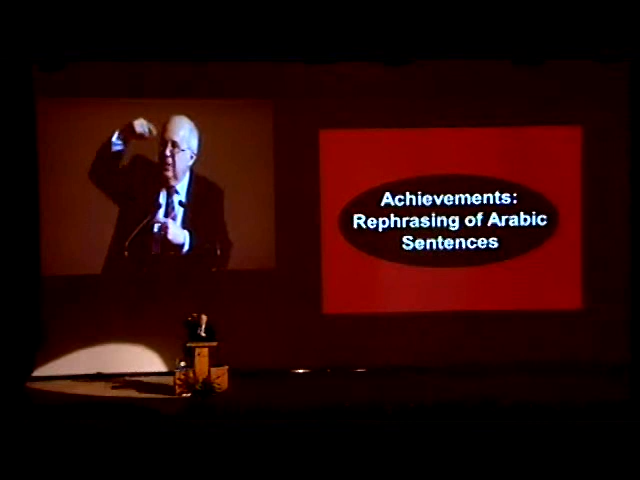 Achievements:
Rephrasing of Arabic
Sentences